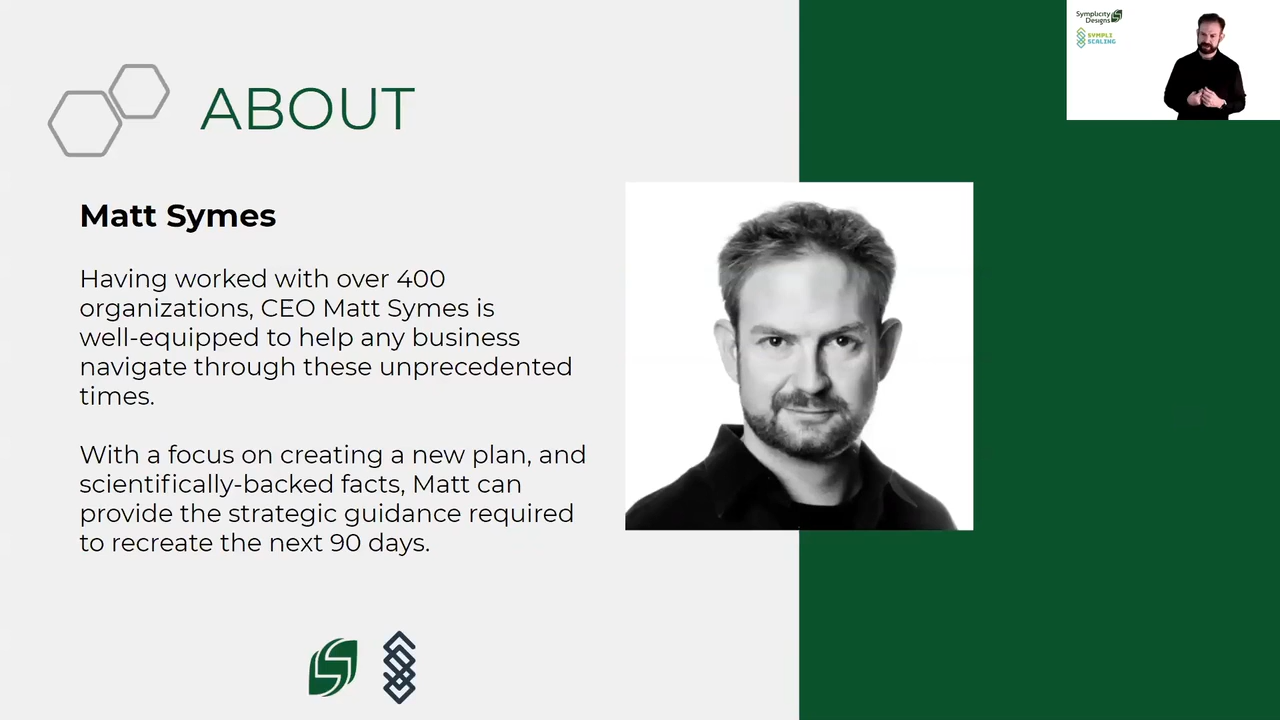 Symplicity
Designs
SYMPLI
SCALING
ABOUT
Matt Symes
Having worked with over 400
organizations, CEO Matt Symes is
well-equipped to help any business
navigate through these unprecedented
times.
With a focus on creating a new plan, and
scientifically-backed facts, Matt can
provide the strategic guidance required
to recreate the next 90 days.